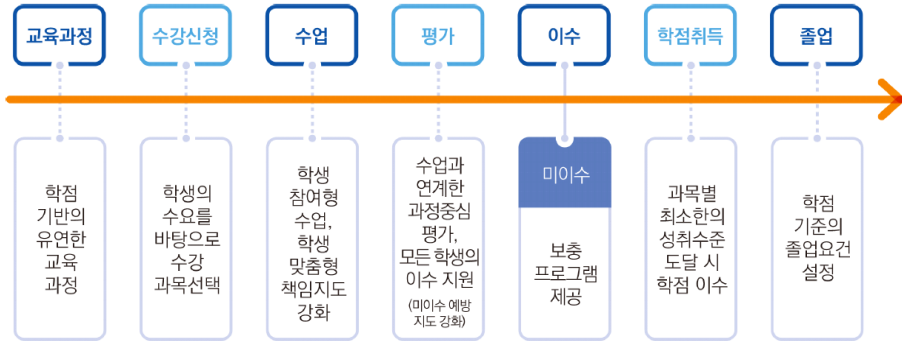 교육과정
수강신청
수업
평가
이수
학점취득
졸업
학점
기반의
유연한
교육
과정
학생의
수요를
바탕으로
수강
과목선택
학생
참여형
수업,
학생
맞춤형
책임지도
강화
수업과
연계한
과정중심
평가,
모든 학생의
이수 지원
(미이수 예방
지도 강화)
미이수
보충
프로그램
제공
과목별
최소한의
성취수준
도달 시
학점 이수
학점
기준의
졸업요건
설정